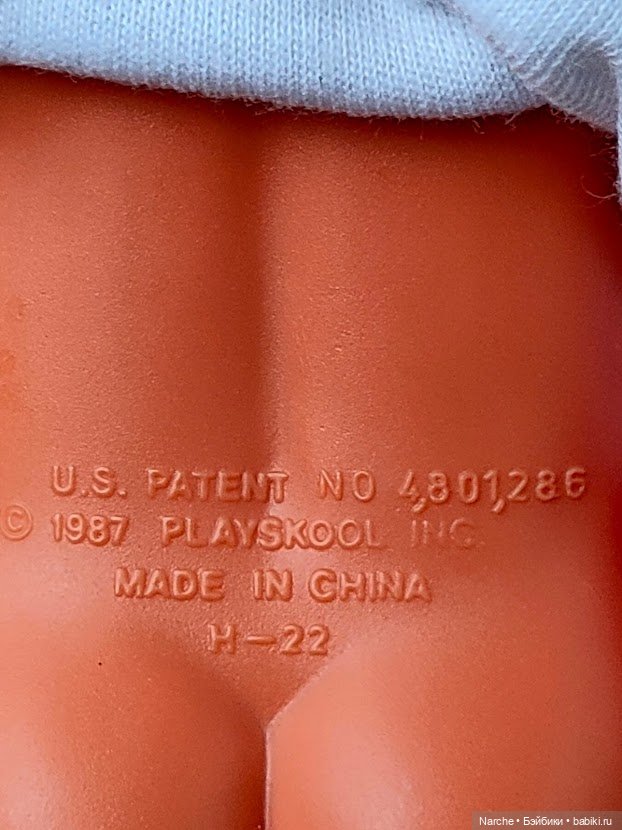 U.S. PATENT NO 4,801,286
© 1987 PLAYSKOOL INC.
MADE IN CHINA
H-22
Narche • Бэйбики • babiki.ru